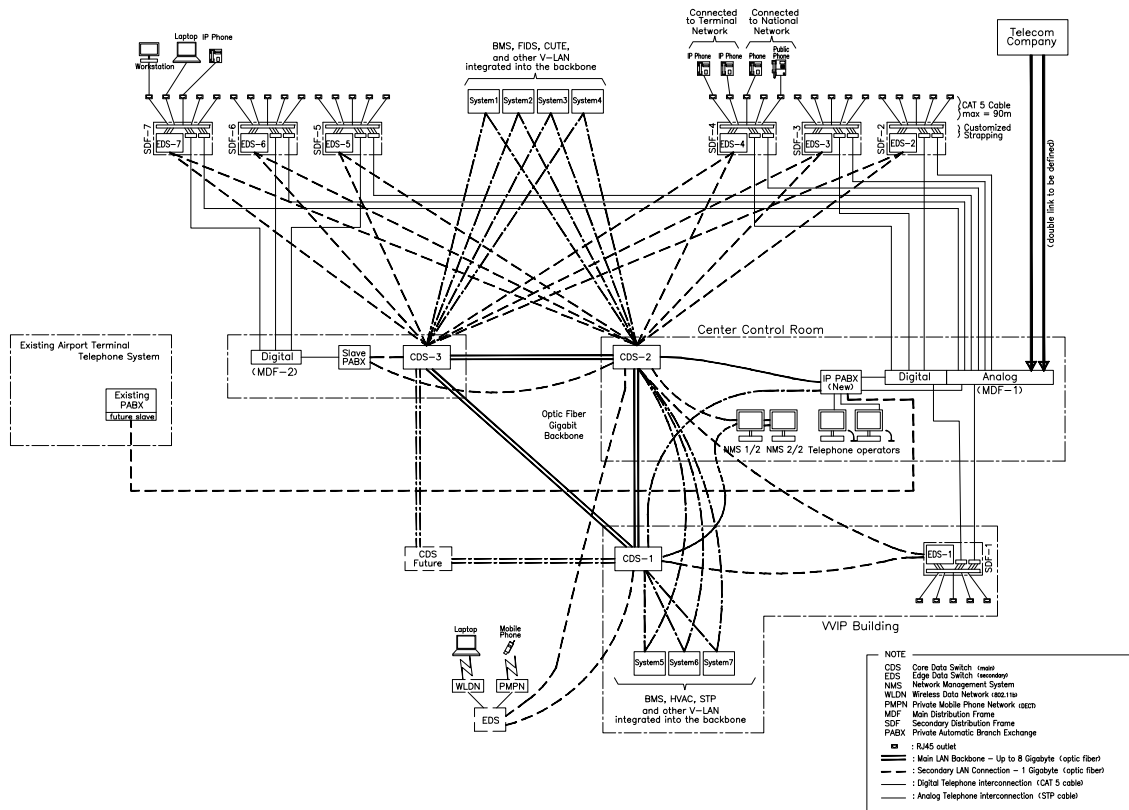 Connected
to Terminal
Network
Connected
to National
Network
Telecom
Company
Laptop
IP Phone
Workstation
BMS, FIDS, CUTE,
and other V-LAN
integrated into the backbone
IP Phone
IP Phone
Phone
Public
Phone
System1
System2
System3
System4
CAT 5 Cable
max = 90m
Customized
Strapping
SDF-7
EDS-7
SDF-6
EDS-6
SDF-5
EDS-5
SDF-4
EDS-4
SDF-3
EDS-3
SDF-2
EDS-2
(double link to be defined)
Existing Airport Terminal
Telephone System
Existing
PABX
future slave
Digital
(MDF-2)
Slave
PABX
CDS-3
CDS-2
Center Control Room
IP PABX
(New)
Digital
Analog
(MDF-1)
Optic Fiber
Gigabit
Backbone
NMS 1/2
NMS 2/2
Telephone operators
CDS
Future
CDS-1
EDS-1
SDF-1
VVIP Building
Laptop
Mobile
Phone
WLDN
PMPN
EDS
System5
System6
System7
BMS, HVAC, STP
and other V-LAN
integrated into the backbone
NOTE
CDS Core Data Switch (main)
EDS Edge Data Switch (secondary)
NMS Network Management System
WLDN Wireless Data Network (802.11b)
PMPN Private Mobile Phone Network (DECT)
MDF Main Distribution Frame
SDF Secondary Distribution Frame
PABX Private Automatic Branch Exchange
: RJ45 outlet
: Main LAN Backbone - Up to 8 Gigabyte (optic fiber)
: Secondary LAN Connection - 1 Gigabyte (optic fiber)
: Digital Telephone interconnection (CAT 5 cable)
: Analog Telephone interconnection (STP cable)